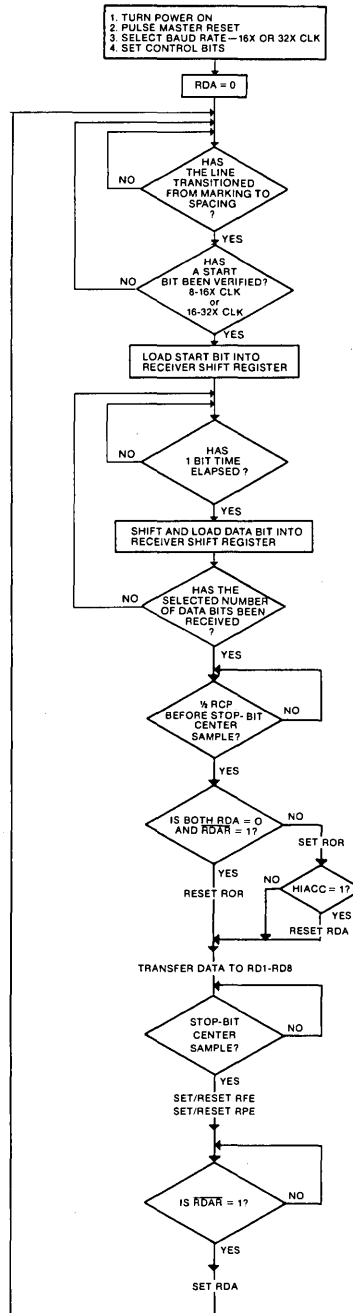 1. TURN POWER ON
2. PULSE MASTER RESET
3. SELECT BAUD RATE—16X OR 32X CLK
4. SET CONTROL BITS
RDA = 0
HAS
THE LINE
TRANSITIONED
FROM MARKING TO
SPACING
?
NO
YES
HAS
A START
BIT BEEN VERIFIED?
8-16X CLK
or
16-32X CLK
NO
YES
LOAD START BIT INTO
RECEIVER SHIFT REGISTER
HAS
1 BIT TIME
ELAPSED ?
NO
YES
SHIFT AND LOAD DATA BIT INTO
RECEIVER SHIFT REGISTER
HAS THE
SELECTED NUMBER
OF DATA BITS BEEN
RECEIVED
?
NO
YES
½ RCP
BEFORE STOP-BIT
CENTER
SAMPLE?
NO
YES
IS BOTH RDA = 0
AND R̅D̅A̅R̅ = 1?
NO
SET ROR
YES
RESET ROR
NO
HIACC = 1?
YES
RESET RDA
TRANSFER DATA TO RD1-RD8
STOP-BIT
CENTER
SAMPLE?
NO
YES
SET/RESET RFE
SET/RESET RPE
IS R̅D̅A̅R̅ = 1?
NO
YES
SET RDA